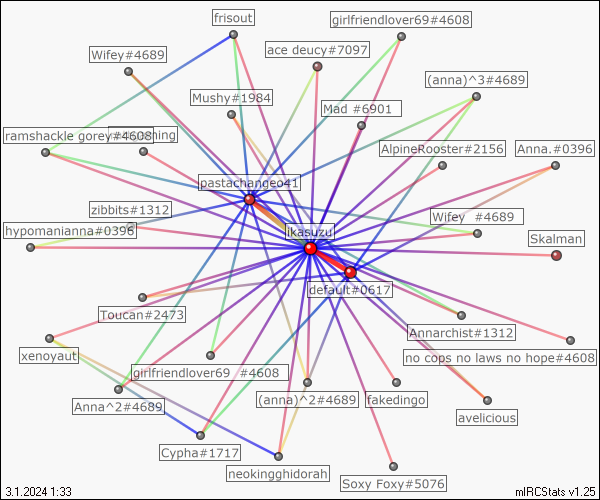 frisout
girlfriendlover69#4608
Wifey#4689
ace deucy#7097
(anna)^3#4689
Mushy#1984
Mad #6901
ramshackle gorey#4608
AlpineRooster#2156
Anna.#0396
pastachangeo41
zibbits#1312
Wifey #4689
hypomanianna#0396
ikasuzu
Skalman
default#0617
Toucan#2473
Annarchist#1312
xenoyaut
no cops no laws no hope#4608
girlfriendlover69 #4608
Anna^2#4689
(anna)^2#4689
fakedingo
avelicious
Cypha#1717
neokingghidorah
Soxy Foxy#5076
3.1.2024 1:33
mIRCStats v1.25